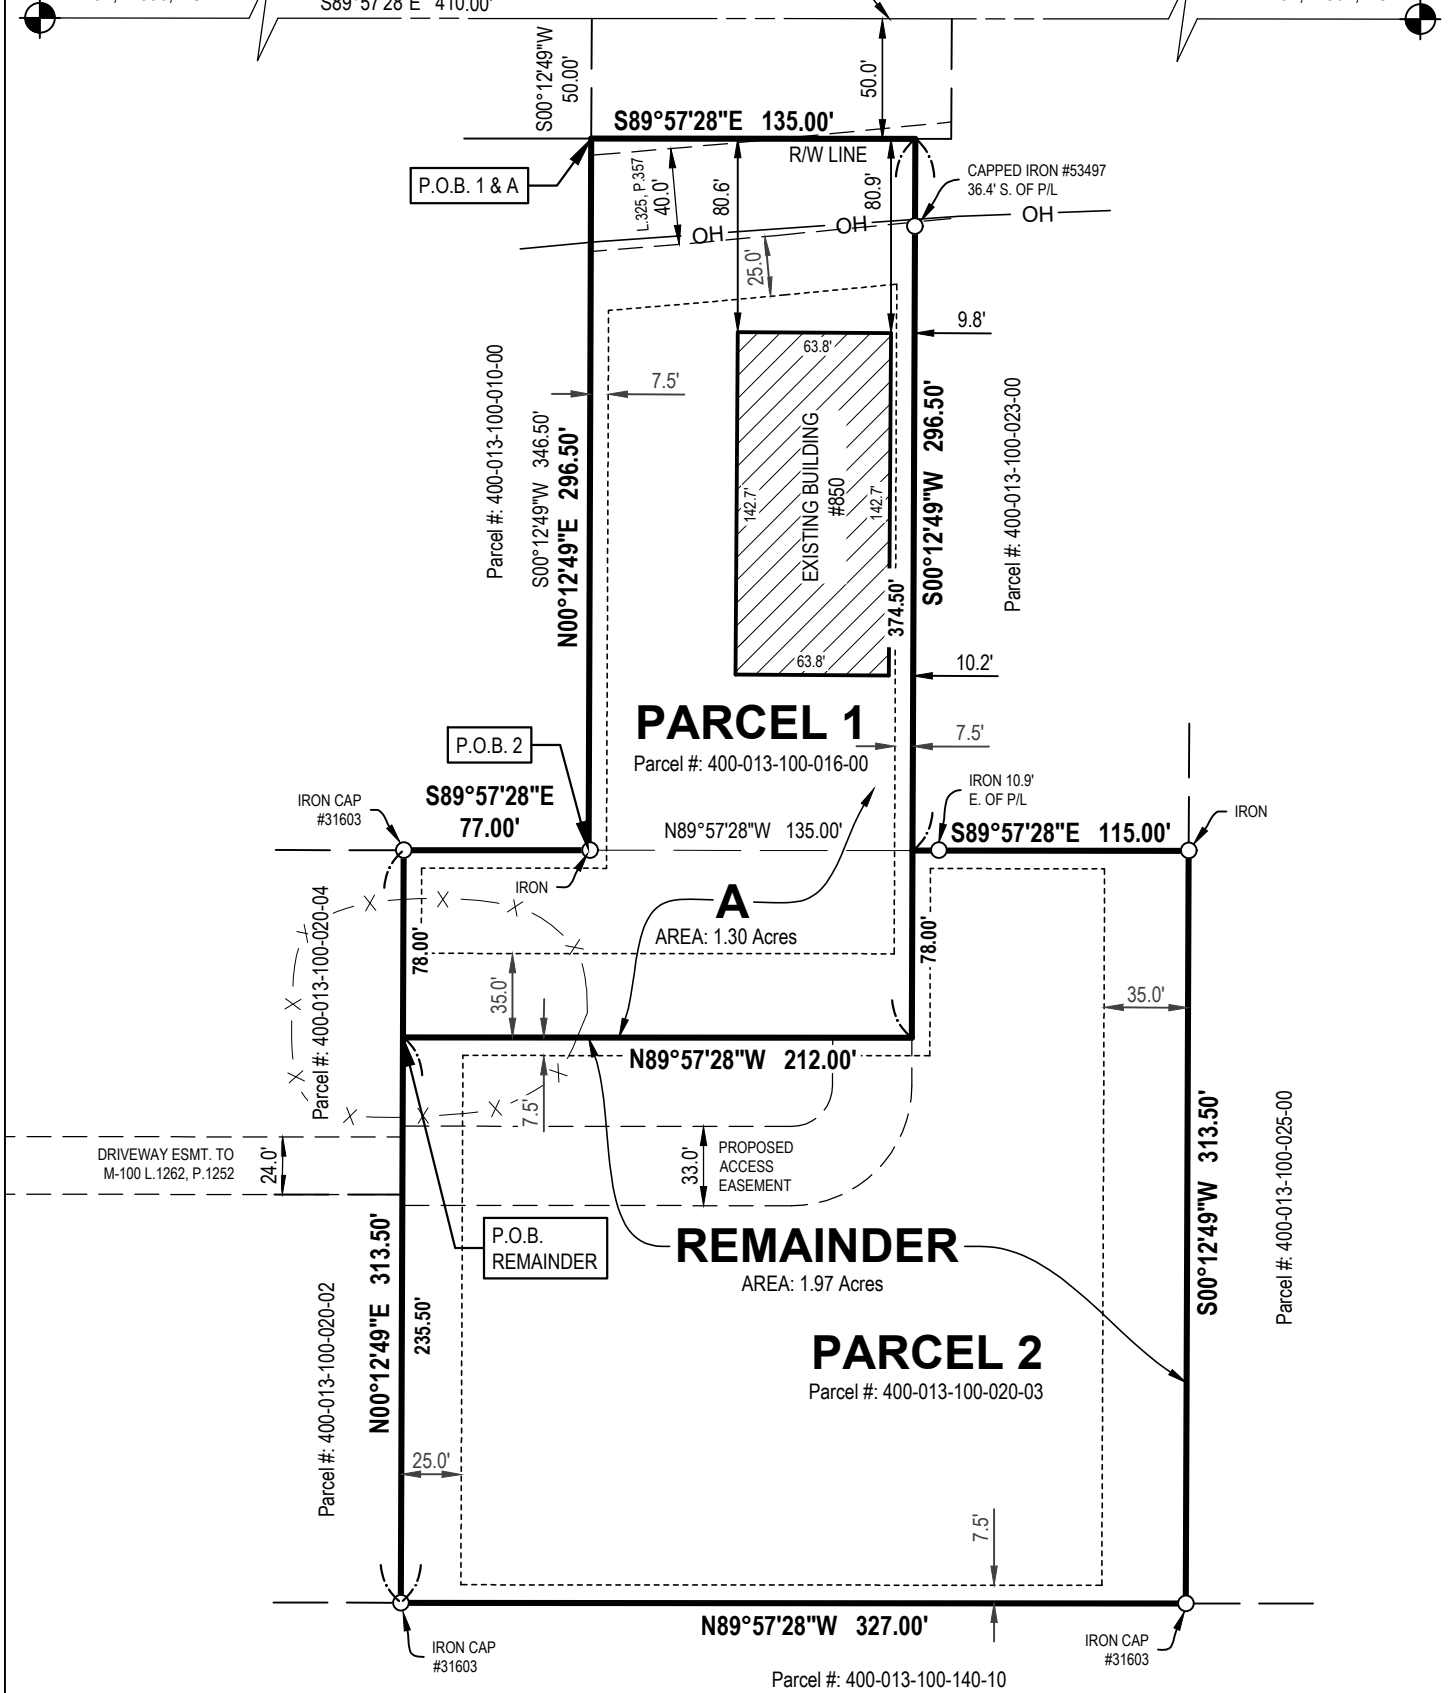 S89°57'28"E 410.00'
S00°12'49"W
50.00'
50.0'
S89°57'28"E 135.00'
R/W LINE
P.O.B. 1 & A
L.325, P.357
40.0'
80.6'
80.9'
CAPPED IRON #53497
36.4' S. OF P/L
OH
OH
OH
25.0'
9.8'
63.8'
7.5'
Parcel #: 400-013-100-010-00
S00°12'49"W 346.50'
N00°12'49"E 296.50'
EXISTING BUILDING
#850
142.7'
142.7'
374.50'
S00°12'49"W 296.50'
Parcel #: 400-013-100-023-00
63.8'
10.2'
PARCEL 1
Parcel #: 400-013-100-016-00
7.5'
P.O.B. 2
S89°57'28"E
77.00'
IRON CAP
#31603
IRON 10.9'
E. OF P/L
N89°57'28"W 135.00'
S89°57'28"E 115.00'
IRON
IRON
A
AREA: 1.30 Acres
Parcel #: 400-013-100-020-04
78.00'
78.00'
35.0'
35.0'
N89°57'28"W 212.00'
7.5'
DRIVEWAY ESMT. TO
M-100 L.1262, P.1252
24.0'
33.0'
PROPOSED
ACCESS
EASEMENT
P.O.B.
REMAINDER
REMAINDER
AREA: 1.97 Acres
S00°12'49"W 313.50'
Parcel #: 400-013-100-025-00
N00°12'49"E 313.50'
235.50'
Parcel #: 400-013-100-020-02
PARCEL 2
Parcel #: 400-013-100-020-03
25.0'
7.5'
N89°57'28"W 327.00'
IRON CAP
#31603
IRON CAP
#31603
Parcel #: 400-013-100-140-10